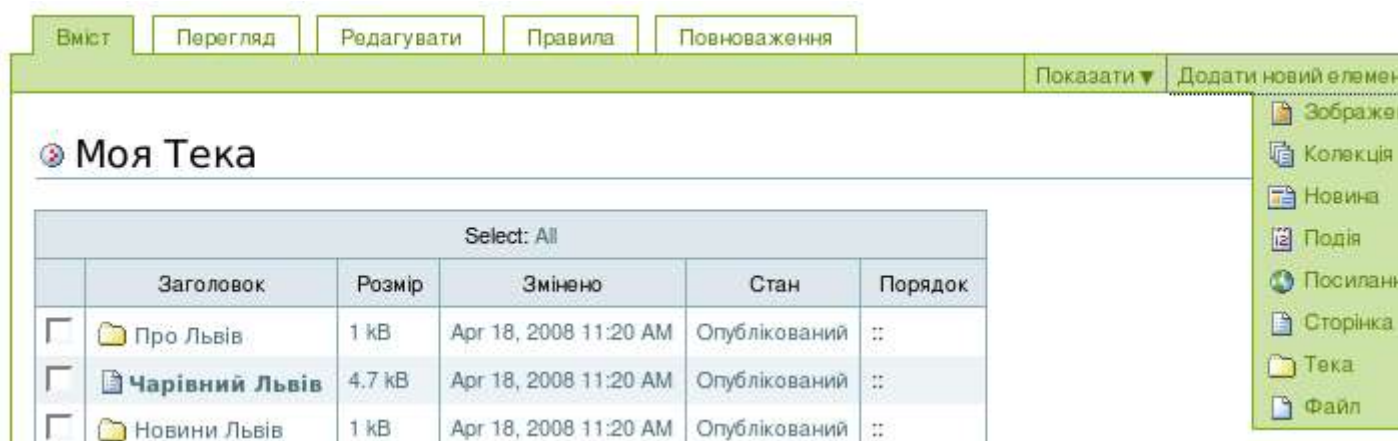 Вміст Перегляд Редагувати Правила Повноваження
Показати▼ Додати новий
Моя Тека
Select: All
Заголовок Розмір Змінено Стан Порядок
Про Львів 1 kB Apr 18, 2008 11:20 AM Опублікований ::
Чарівний Львів 4.7 kB Apr 18, 2008 11:20 AM Опублікований ::
Новини Львів 1 kB Apr 18, 2008 11:20 AM Опублікований ::
Колекція
Новина
Подія
Сторінка
Тека
Файл